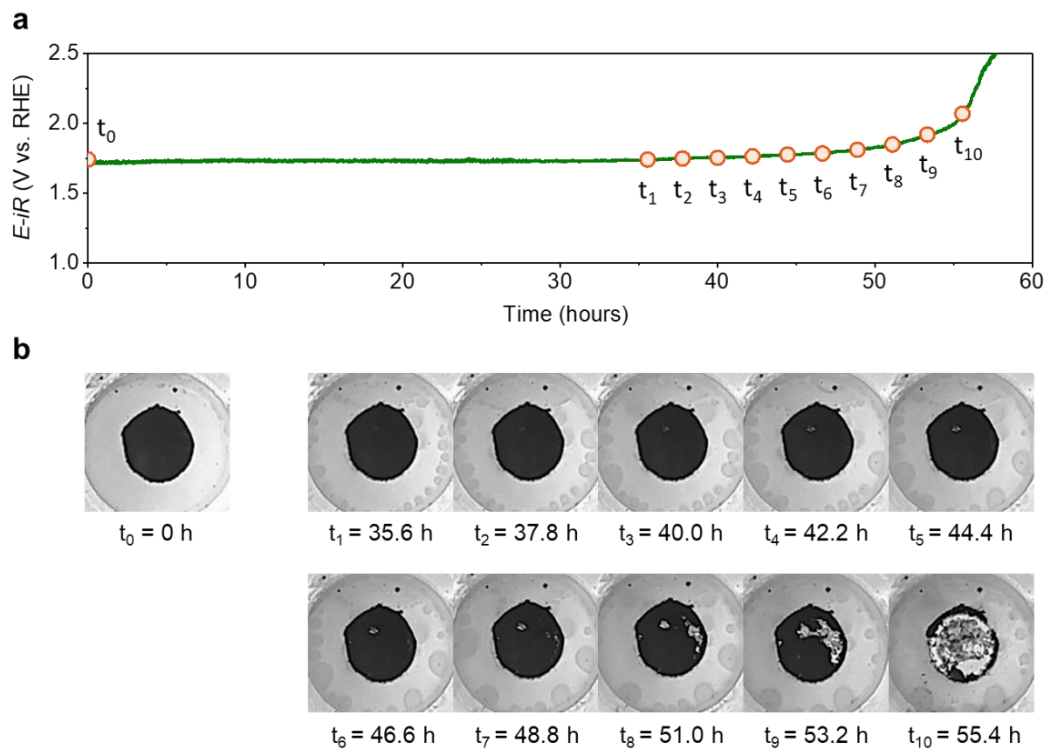 a
E-iR (V vs. RHE)
2.5
2.0
1.5
1.0
t₀
t₁ t₂ t₃ t₄ t₅ t₆ t₇ t₈ t₉ t₁₀
0 10 20 30 40 50 60
Time (hours)
b
t₀ = 0 h t₁ = 35.6 h t₂ = 37.8 h t₃ = 40.0 h t₄ = 42.2 h t₅ = 44.4 h
t₆ = 46.6 h t₇ = 48.8 h t₈ = 51.0 h t₉ = 53.2 h t₁₀ = 55.4 h